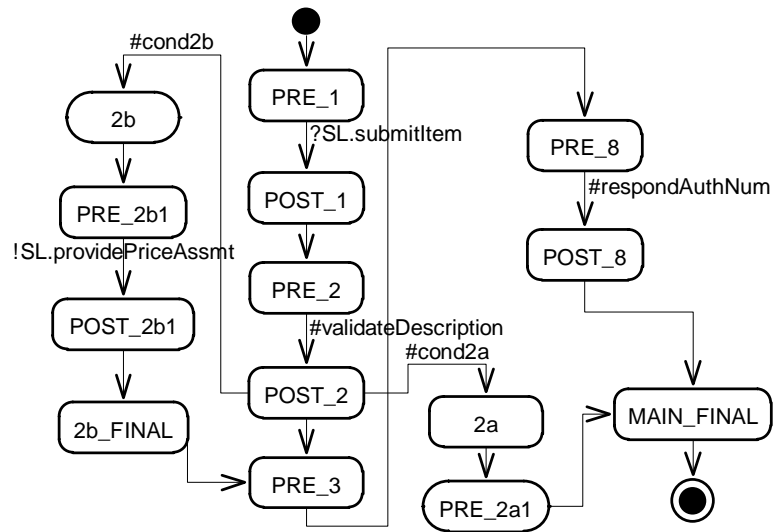 #cond2b
PRE_1
2b
?SL.submitItem
PRE_8
PRE_2b1
POST_1
#respondAuthNum
!SL.providePriceAssmt
POST_8
PRE_2
POST_2b1
#validateDescription
#cond2a
POST_2
2b_FINAL
2a
MAIN_FINAL
PRE_3
PRE_2a1